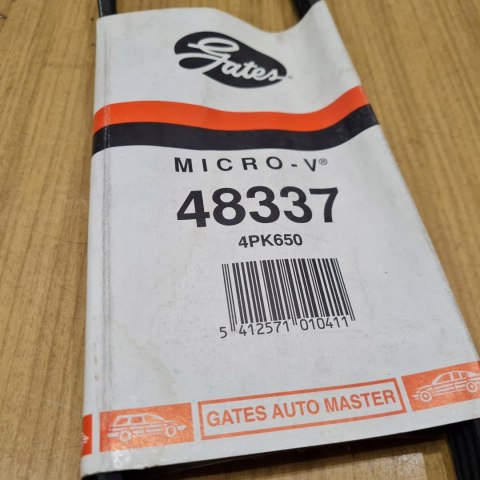 Gates
MICRO-V®
48337
4PK650
5 412571 010411
GATES AUTO MASTER